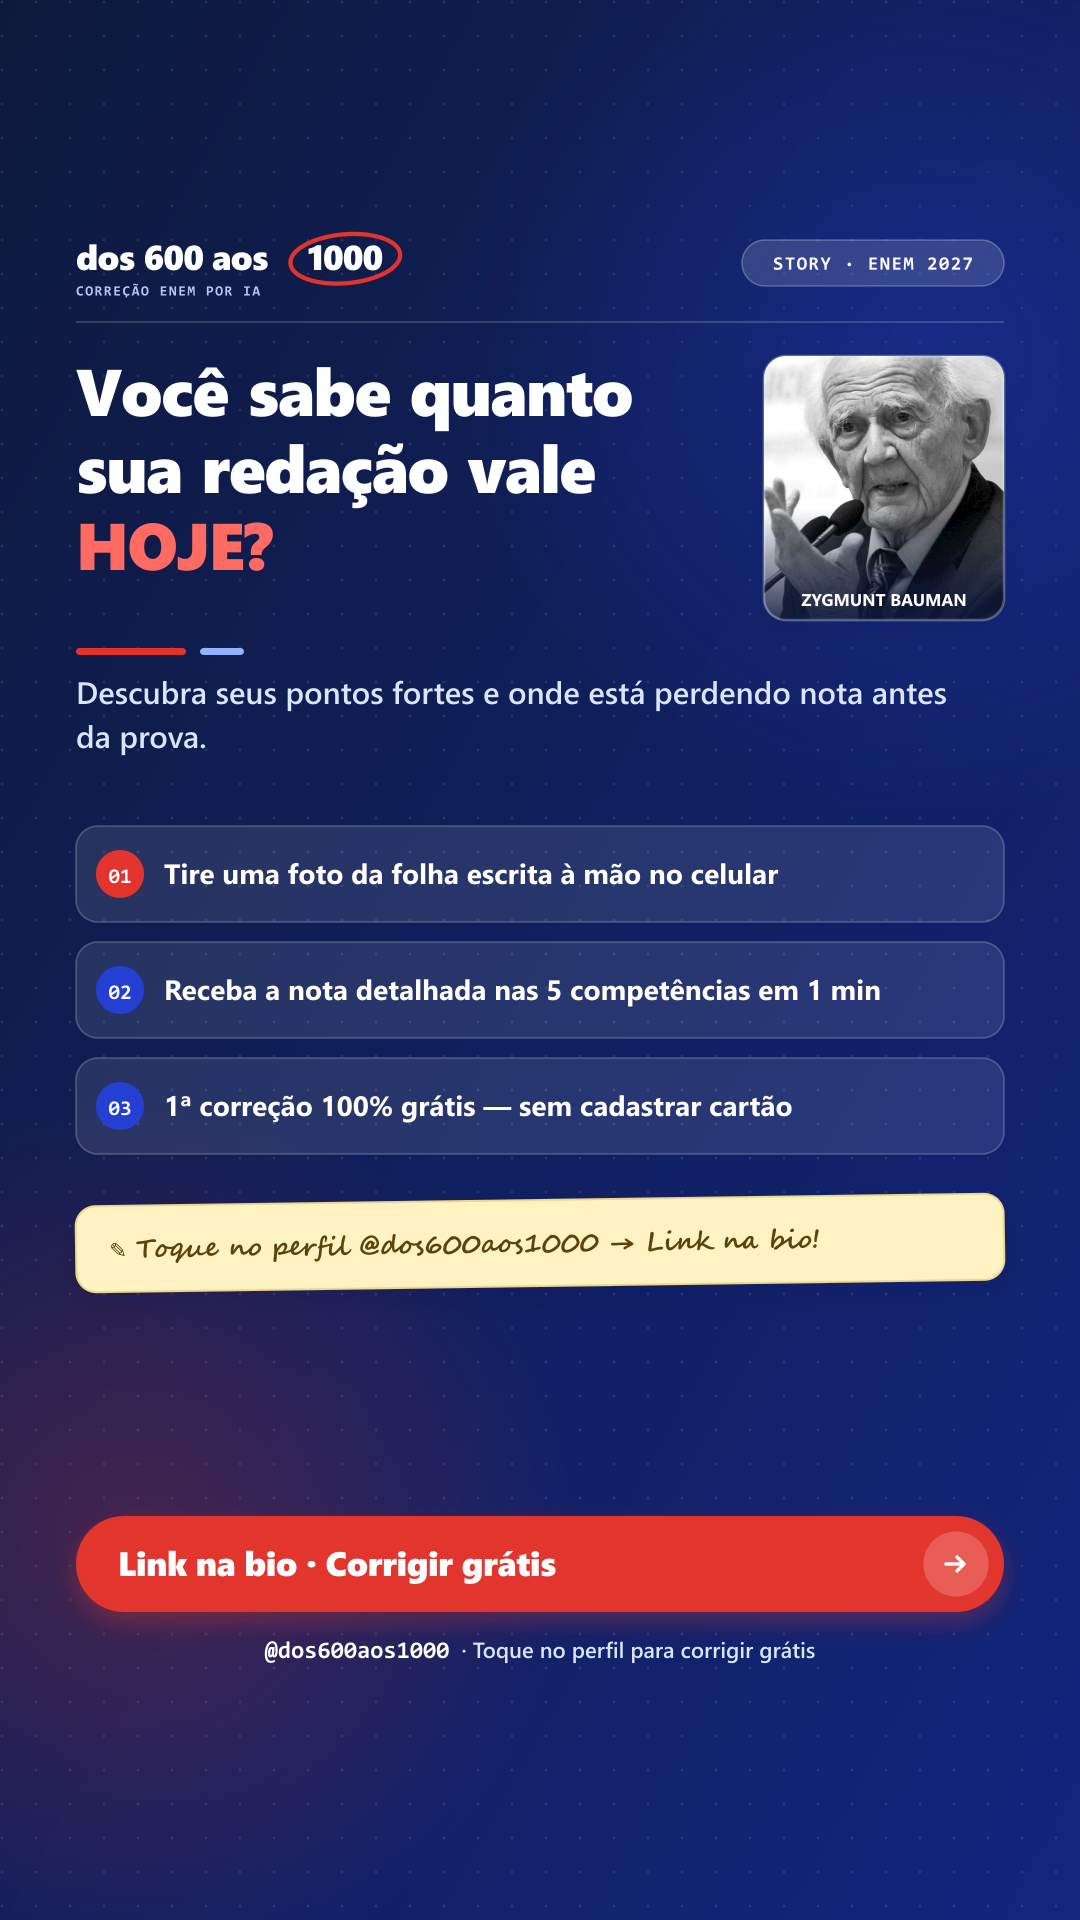 dos 600 aos 1000
CORREÇÃO ENEM POR IA
STORY · ENEM 2027
Você sabe quanto
sua redação vale
HOJE?
ZYGMUNT BAUMAN
Descubra seus pontos fortes e onde está perdendo nota antes
da prova.
01 Tire uma foto da folha escrita à mão no celular
02 Receba a nota detalhada nas 5 competências em 1 min
03 1ª correção 100% grátis — sem cadastrar cartão
✎ Toque no perfil @dos600aos1000 → Link na bio!
Link na bio · Corrigir grátis →
@dos600aos1000 · Toque no perfil para corrigir grátis